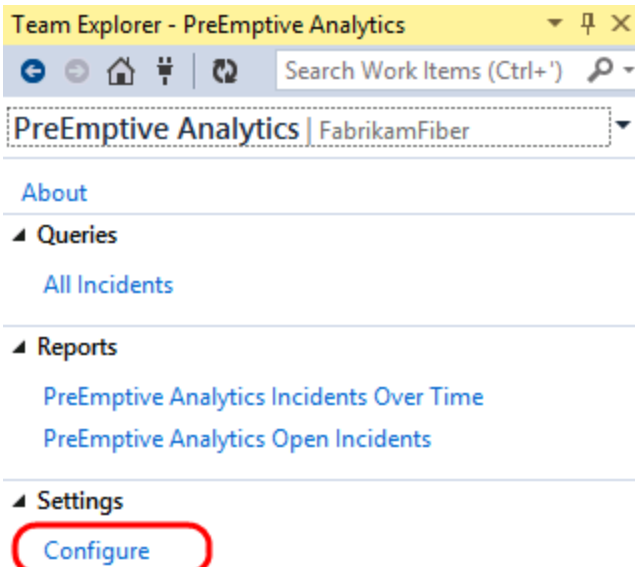 Team Explorer - PreEmptive Analytics
Search Work Items (Ctrl+')
PreEmptive Analytics | FabrikamFiber
About
Queries
All Incidents
Reports
PreEmptive Analytics Incidents Over Time
PreEmptive Analytics Open Incidents
Settings
Configure